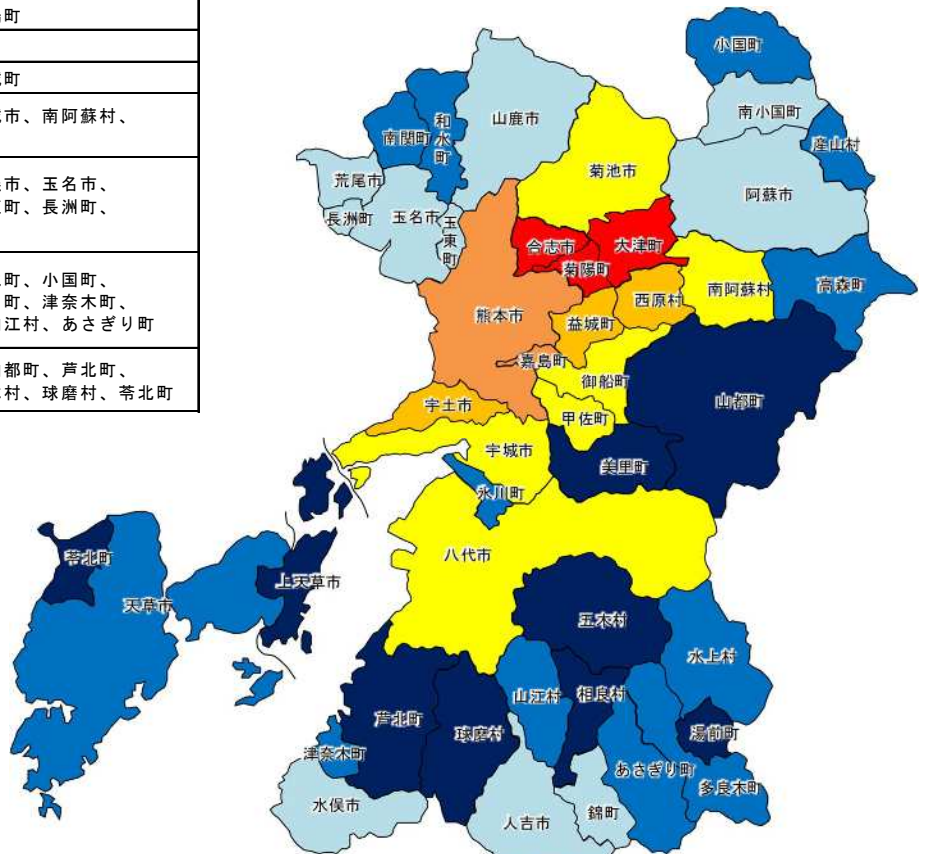 町
町
市、南阿蘇村、
市、玉名市、
町、長洲町、
町、小国町、
町、津奈木町、
江村、あさぎり町
都町、芦北町、
村、球磨村、苓北町
小国町
南小国町
産山村
阿蘇市
山鹿市
和水町
南関町
菊池市
荒尾市
長洲町
玉名市
玉東町
合志市
大津町
菊陽町
西原村
南阿蘇村
高森町
熊本市
益城町
嘉島町
御船町
山都町
宇土市
甲佐町
宇城市
美里町
氷川町
八代市
苓北町
天草市
上天草市
五木村
水上村
山江村
相良村
芦北町
球磨村
湯前町
津奈木町
あさぎり町
多良木町
水俣市
人吉市
錦町